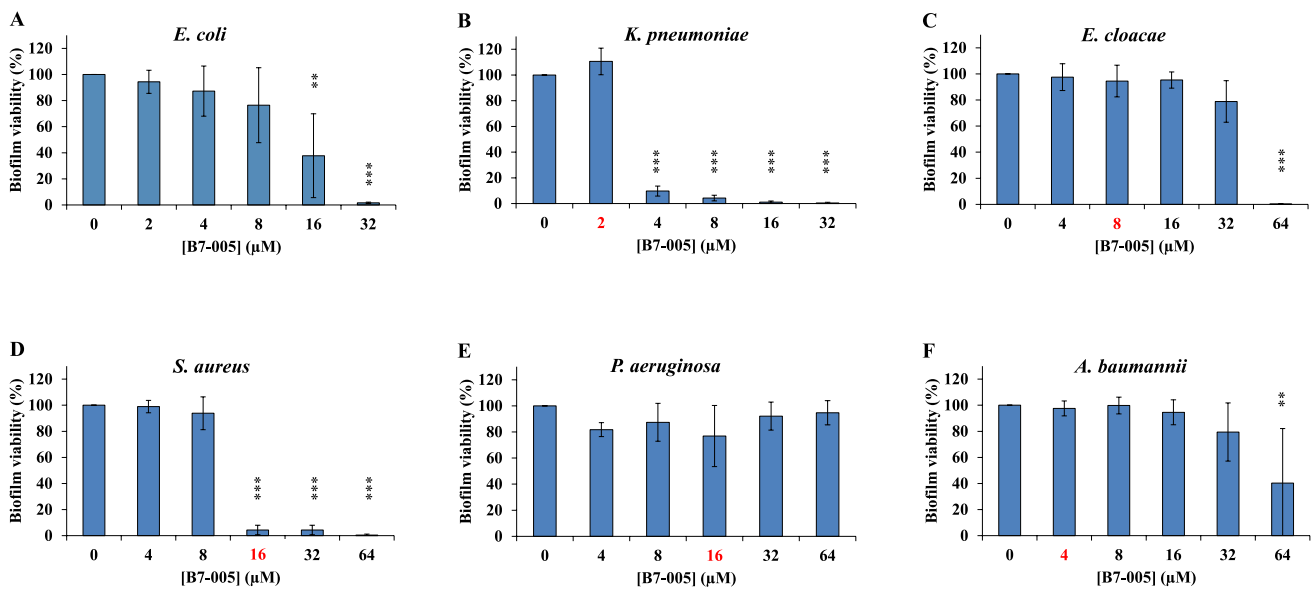 A
E. coli
Biofilm viability (%)
120
100
80
60
40
20
0
**
***
0 2 4 8 16 32
[B7-005] (µM)
B
K. pneumoniae
Biofilm viability (%)
120
100
80
60
40
20
0
***
***
***
***
0 2 4 8 16 32
[B7-005] (µM)
C
E. cloacae
Biofilm viability (%)
120
100
80
60
40
20
0
***
0 4 8 16 32 64
[B7-005] (µM)
D
S. aureus
Biofilm viability (%)
120
100
80
60
40
20
0
***
***
***
0 4 8 16 32 64
[B7-005] (µM)
E
P. aeruginosa
Biofilm viability (%)
120
100
80
60
40
20
0
0 4 8 16 32 64
[B7-005] (µM)
F
A. baumannii
Biofilm viability (%)
120
100
80
60
40
20
0
**
0 4 8 16 32 64
[B7-005] (µM)